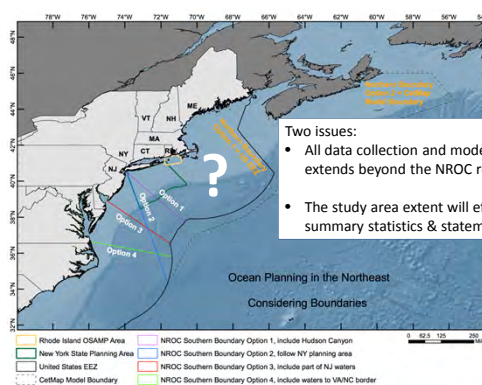 48°N
46°N
44°N
42°N
40°N
38°N
36°N
34°N
32°N
78°W 76°W 74°W 72°W 70°W 68°W 66°W 64°W 62°W 60°W 58°W
ME
VT NH
MA
NY
CT
NJ
?
Option 1
Option 2
Option 3
Option 4
Two issues:
• All data collection and mode
extends beyond the NROC r
• The study area extent will ef
summary statistics & statem
Ocean Planning in the Northeast
Considering Boundaries
Rhode Island OSAMP Area
New York State Planning Area
United States EEZ
CetMap Model Boundary
NROC Southern Boundary Option 1, include Hudson Canyon
NROC Southern Boundary Option 2, follow NY planning area
NROC Southern Boundary Option 3, include part of NJ waters
NROC Southern Boundary Option 4, include waters to VA/NC border
0 62.5 125 250